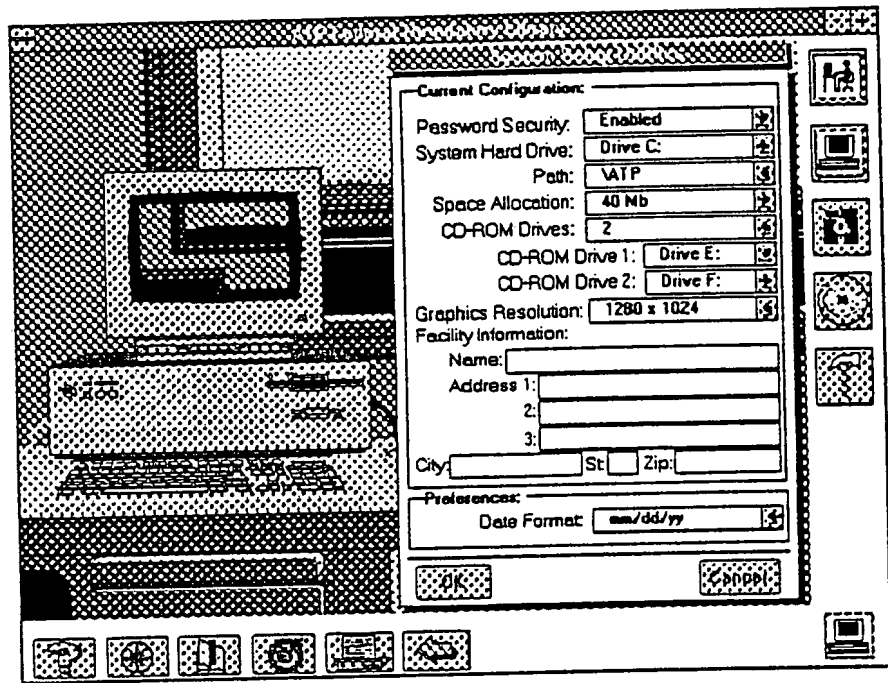 Current Configuration:
Password Security: Enabled
System Hard Drive: Drive C:
Path: \ATP
Space Allocation: 40 Mb
CD-ROM Drives: 2
CD-ROM Drive 1: Drive E:
CD-ROM Drive 2: Drive F:
Graphics Resolution: 1280 x 1024
Facility Information:
Name:
Address 1:
2:
3:
City: St: Zip:
Preferences:
Date Format: mm/dd/yy
OK Cancel